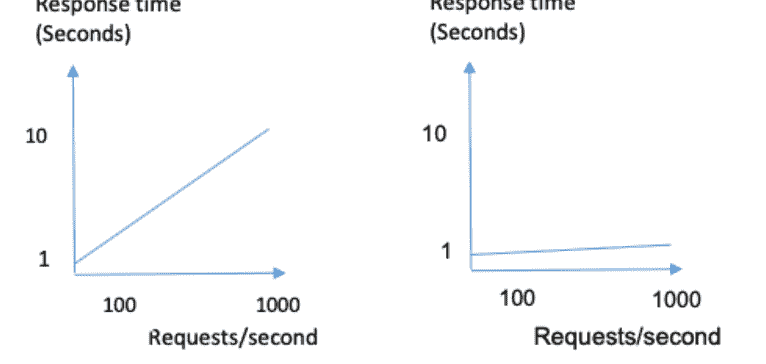 Response time
(Seconds)
10
1
100 1000
Requests/second
Response time
(Seconds)
10
1
100 1000
Requests/second